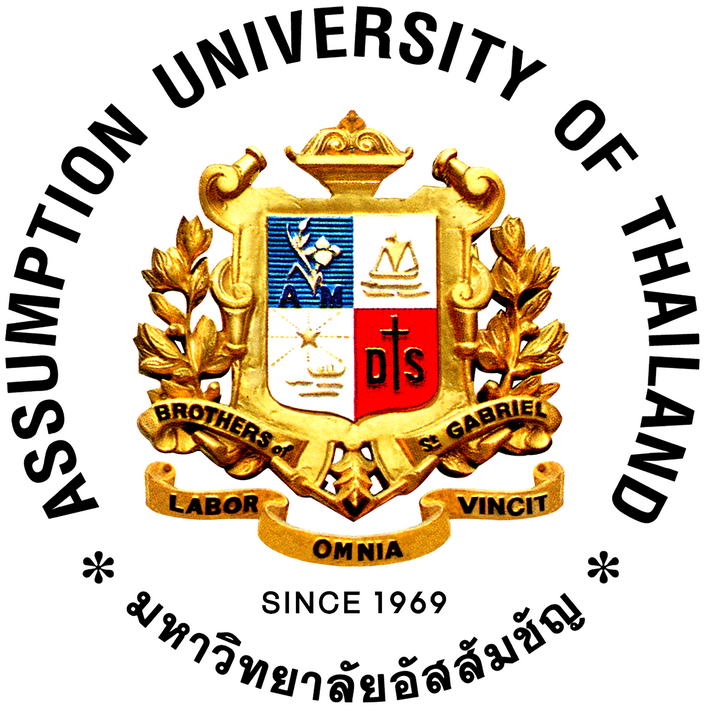 ASSUMPTION UNIVERSITY OF THAILAND
A M
D S
BROTHERS of St GABRIEL
LABOR OMNIA VINCIT
SINCE 1969
* มหาวิทยาลัยอัสสัมชัญ *